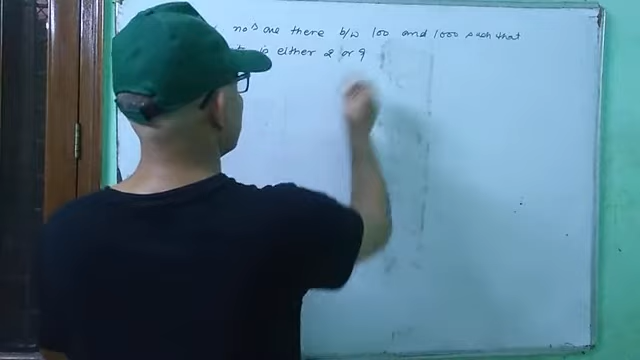 no^s are there b/w 100 and 1000 such that
is either 2 or 9